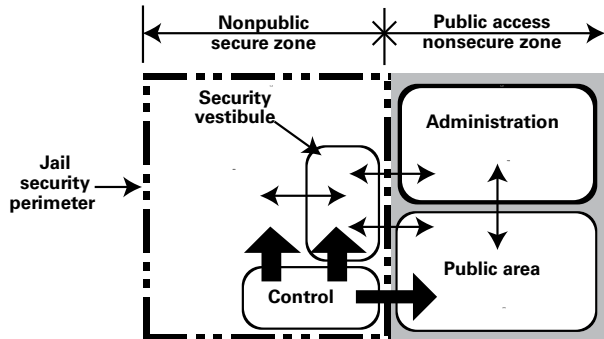 Nonpublic
secure zone
Public access
nonsecure zone
Security
vestibule
Administration
Jail
security
perimeter
Public area
Control